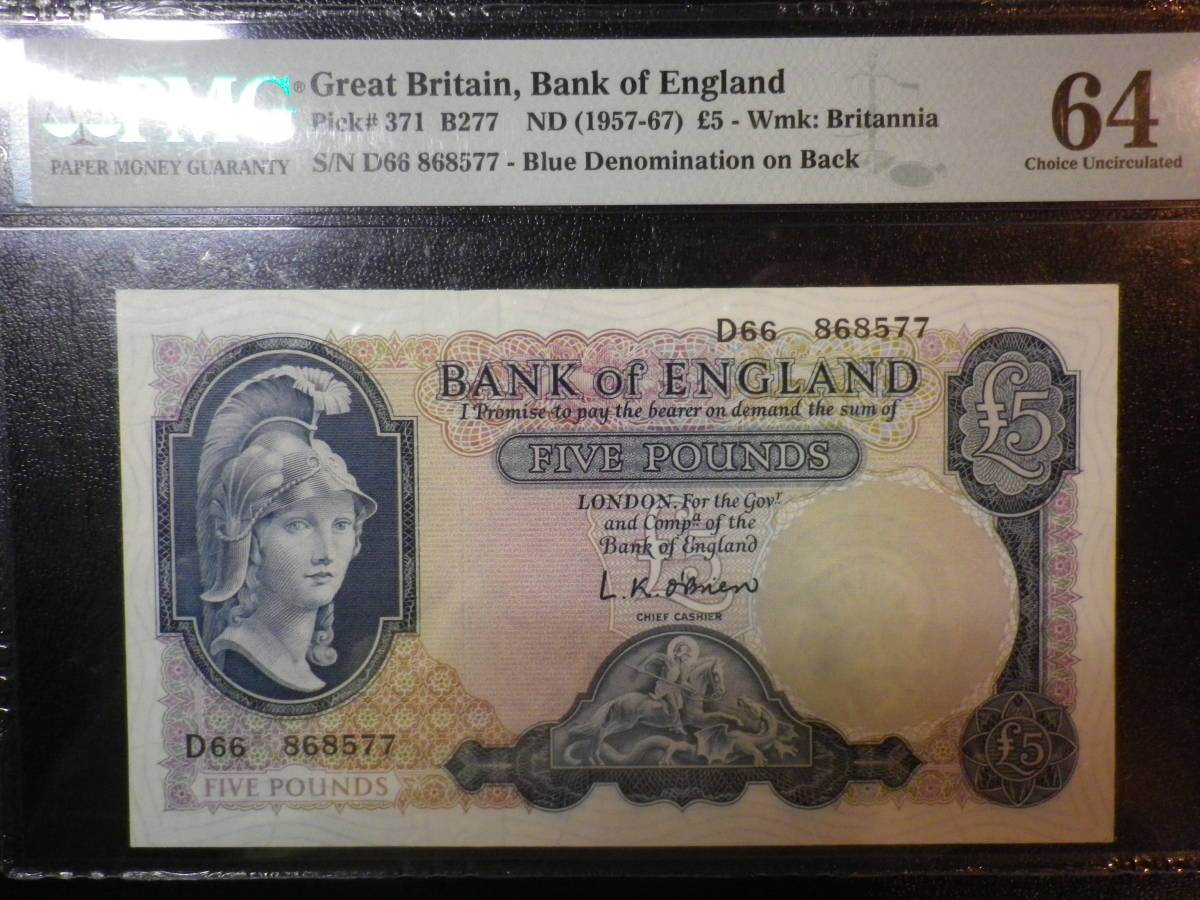 PMG®
PAPER MONEY GUARANTY
Great Britain, Bank of England
Pick# 371 B277 ND (1957-67) £5 - Wmk: Britannia
S/N D66 868577 - Blue Denomination on Back
64
Choice Uncirculated
D66 868577
BANK of ENGLAND
I Promise to pay the bearer on demand the sum of
FIVE POUNDS
£5
LONDON. For the Govr
and Compa of the
Bank of England
£5
L.K. O'Brien
CHIEF CASHIER
D66 868577
FIVE POUNDS
£5